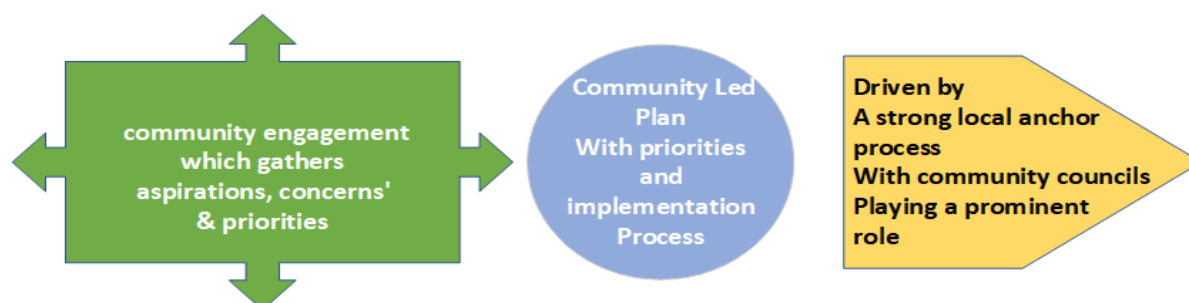 community engagement
which gathers
aspirations, concerns'
& priorities
Community Led
Plan
With priorities
and
implementation
Process
Driven by
A strong local anchor
process
With community councils
Playing a prominent
role